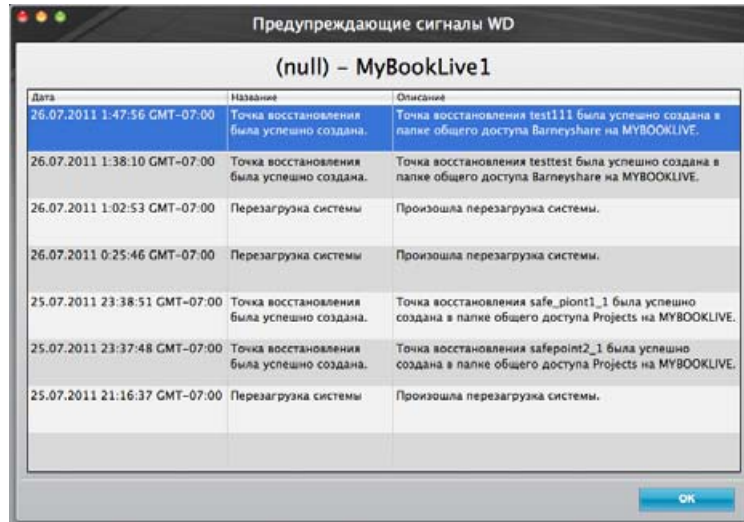 Предупреждающие сигналы WD
(null) – MyBookLive1
Дата Название Описание
26.07.2011 1:47:56 GMT-07:00 Точка восстановления Точка восстановления test111 была успешно создана в
была успешно создана. папке общего доступа Barneyshare на MYBOOKLIVE.
26.07.2011 1:38:10 GMT-07:00 Точка восстановления Точка восстановления testtest была успешно создана в
была успешно создана. папке общего доступа Barneyshare на MYBOOKLIVE.
26.07.2011 1:02:53 GMT-07:00 Перезагрузка системы Произошла перезагрузка системы.
26.07.2011 0:25:46 GMT-07:00 Перезагрузка системы Произошла перезагрузка системы.
25.07.2011 23:38:51 GMT-07:00 Точка восстановления Точка восстановления safe_piont1_1 была успешно
была успешно создана. создана в папке общего доступа Projects на MYBOOKLIVE.
25.07.2011 23:37:48 GMT-07:00 Точка восстановления Точка восстановления safepoint2_1 была успешно
была успешно создана. создана в папке общего доступа Projects на MYBOOKLIVE.
25.07.2011 21:16:37 GMT-07:00 Перезагрузка системы Произошла перезагрузка системы.
OK